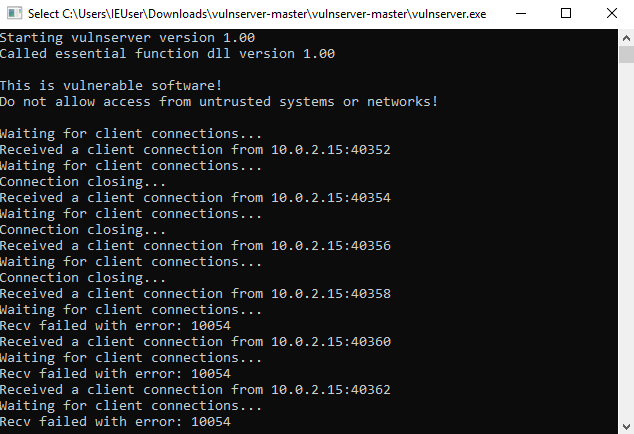 Select C:\Users\IEUser\Downloads\vulnserver-master\vulnserver-master\vulnserver.exe
Starting vulnserver version 1.00
Called essential function dll version 1.00
This is vulnerable software!
Do not allow access from untrusted systems or networks!
Waiting for client connections...
Received a client connection from 10.0.2.15:40352
Waiting for client connections...
Connection closing...
Received a client connection from 10.0.2.15:40354
Waiting for client connections...
Connection closing...
Received a client connection from 10.0.2.15:40356
Waiting for client connections...
Connection closing...
Received a client connection from 10.0.2.15:40358
Waiting for client connections...
Recv failed with error: 10054
Received a client connection from 10.0.2.15:40360
Waiting for client connections...
Recv failed with error: 10054
Received a client connection from 10.0.2.15:40362
Waiting for client connections...
Recv failed with error: 10054